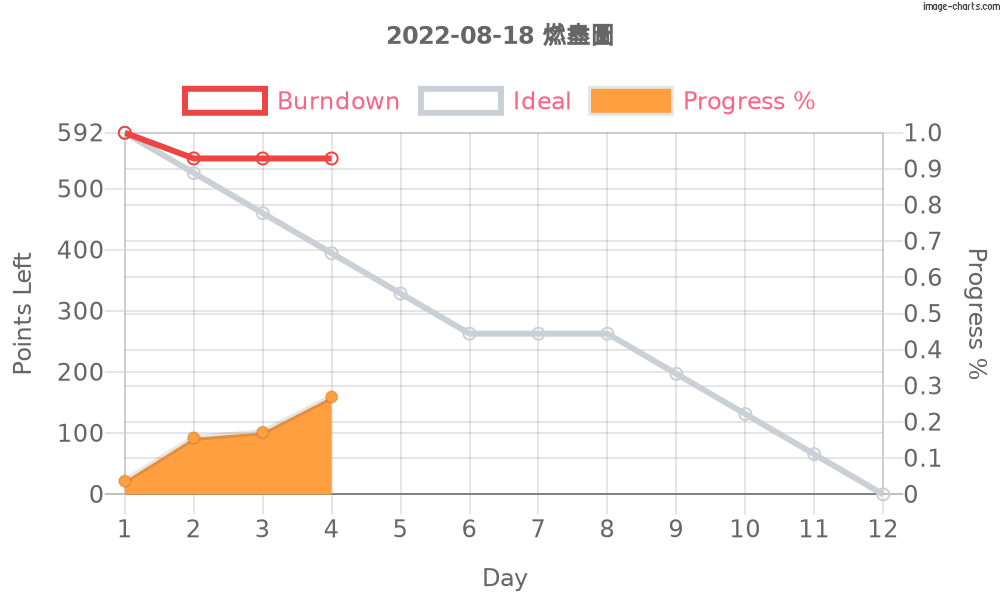 image-charts.com
2022-08-18 燃盡圖
Burndown Ideal Progress %
592 1.0
0.9
500
0.8
0.7
400
0.6
300 0.5
0.4
200 0.3
0.2
100
0.1
0 0
Points Left
Progress %
1 2 3 4 5 6 7 8 9 10 11 12
Day